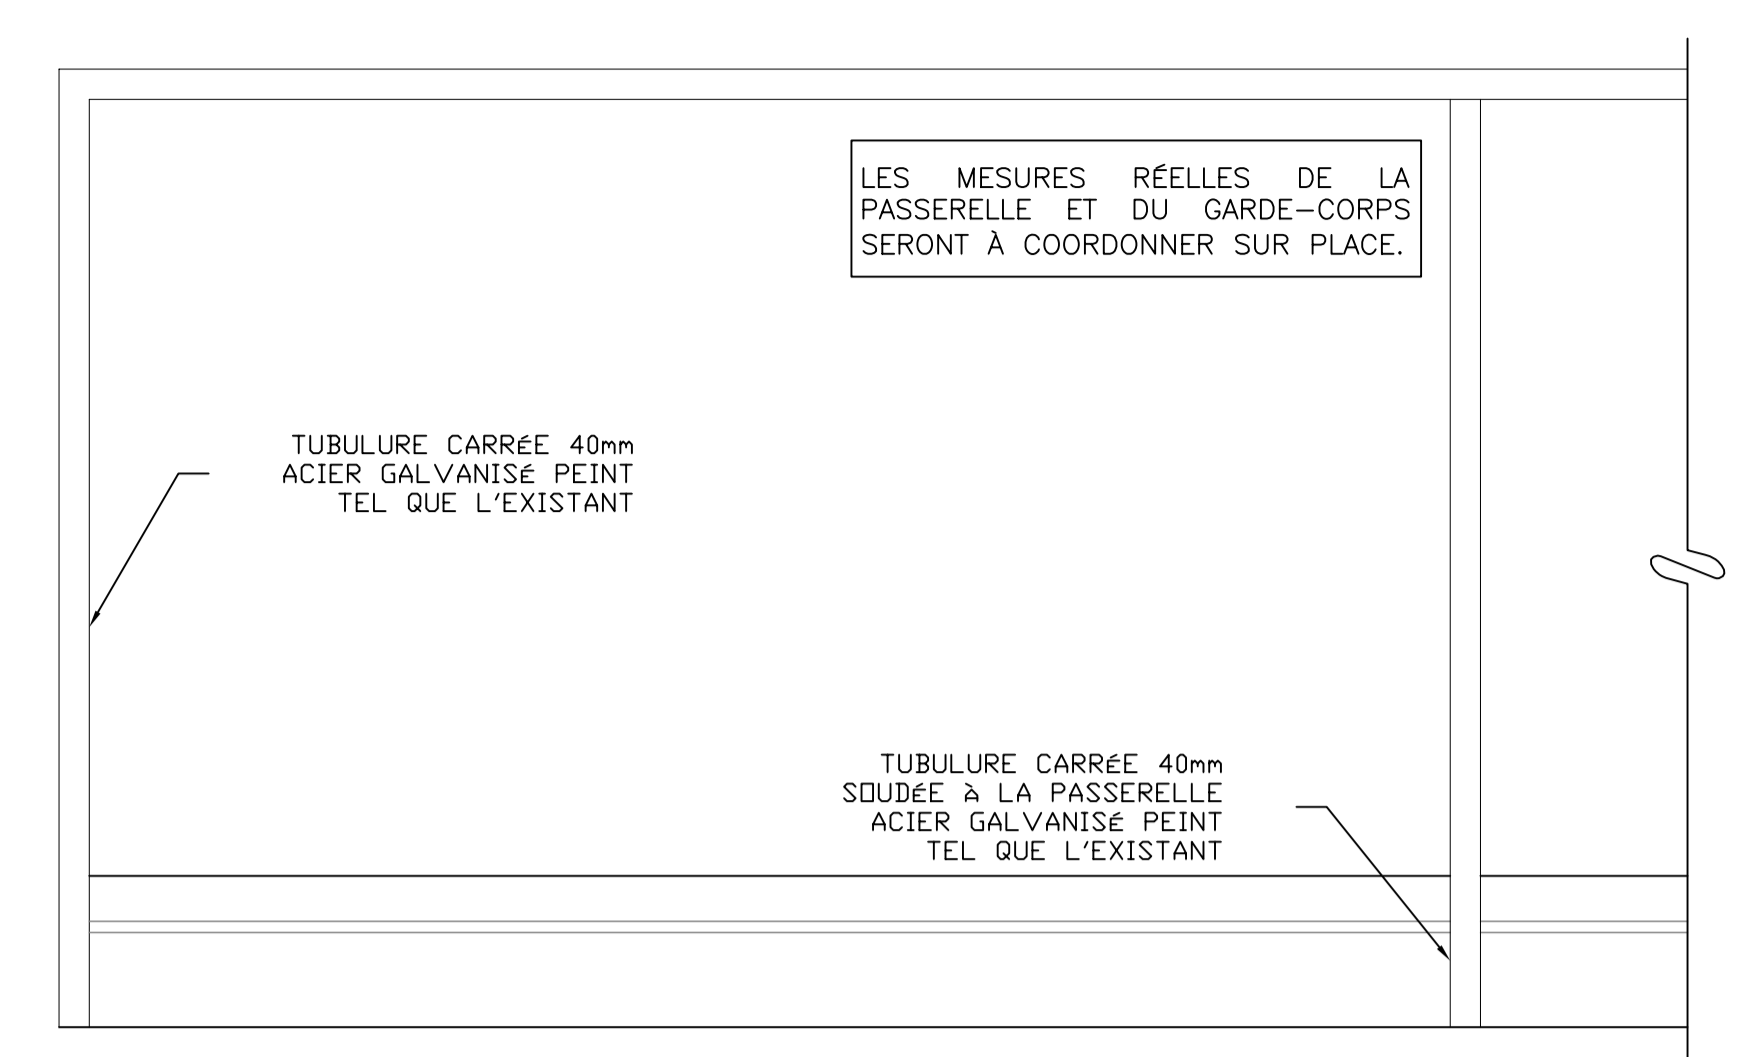 LES MESURES RÉELLES DE LA
PASSERELLE ET DU GARDE-CORPS
SERONT À COORDONNER SUR PLACE.
TUBULURE CARRÉE 40mm
ACIER GALVANISÉ PEINT
TEL QUE L'EXISTANT
TUBULURE CARRÉE 40mm
SOUDÉE À LA PASSERELLE
ACIER GALVANISÉ PEINT
TEL QUE L'EXISTANT